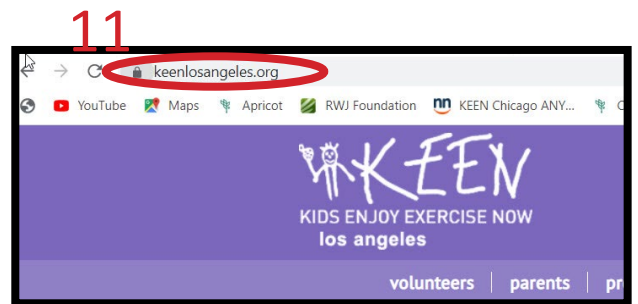 11
keenlosangeles.org
YouTube Maps Apricot RWJ Foundation KEEN Chicago ANY...
KEEN
KIDS ENJOY EXERCISE NOW
los angeles
volunteers parents